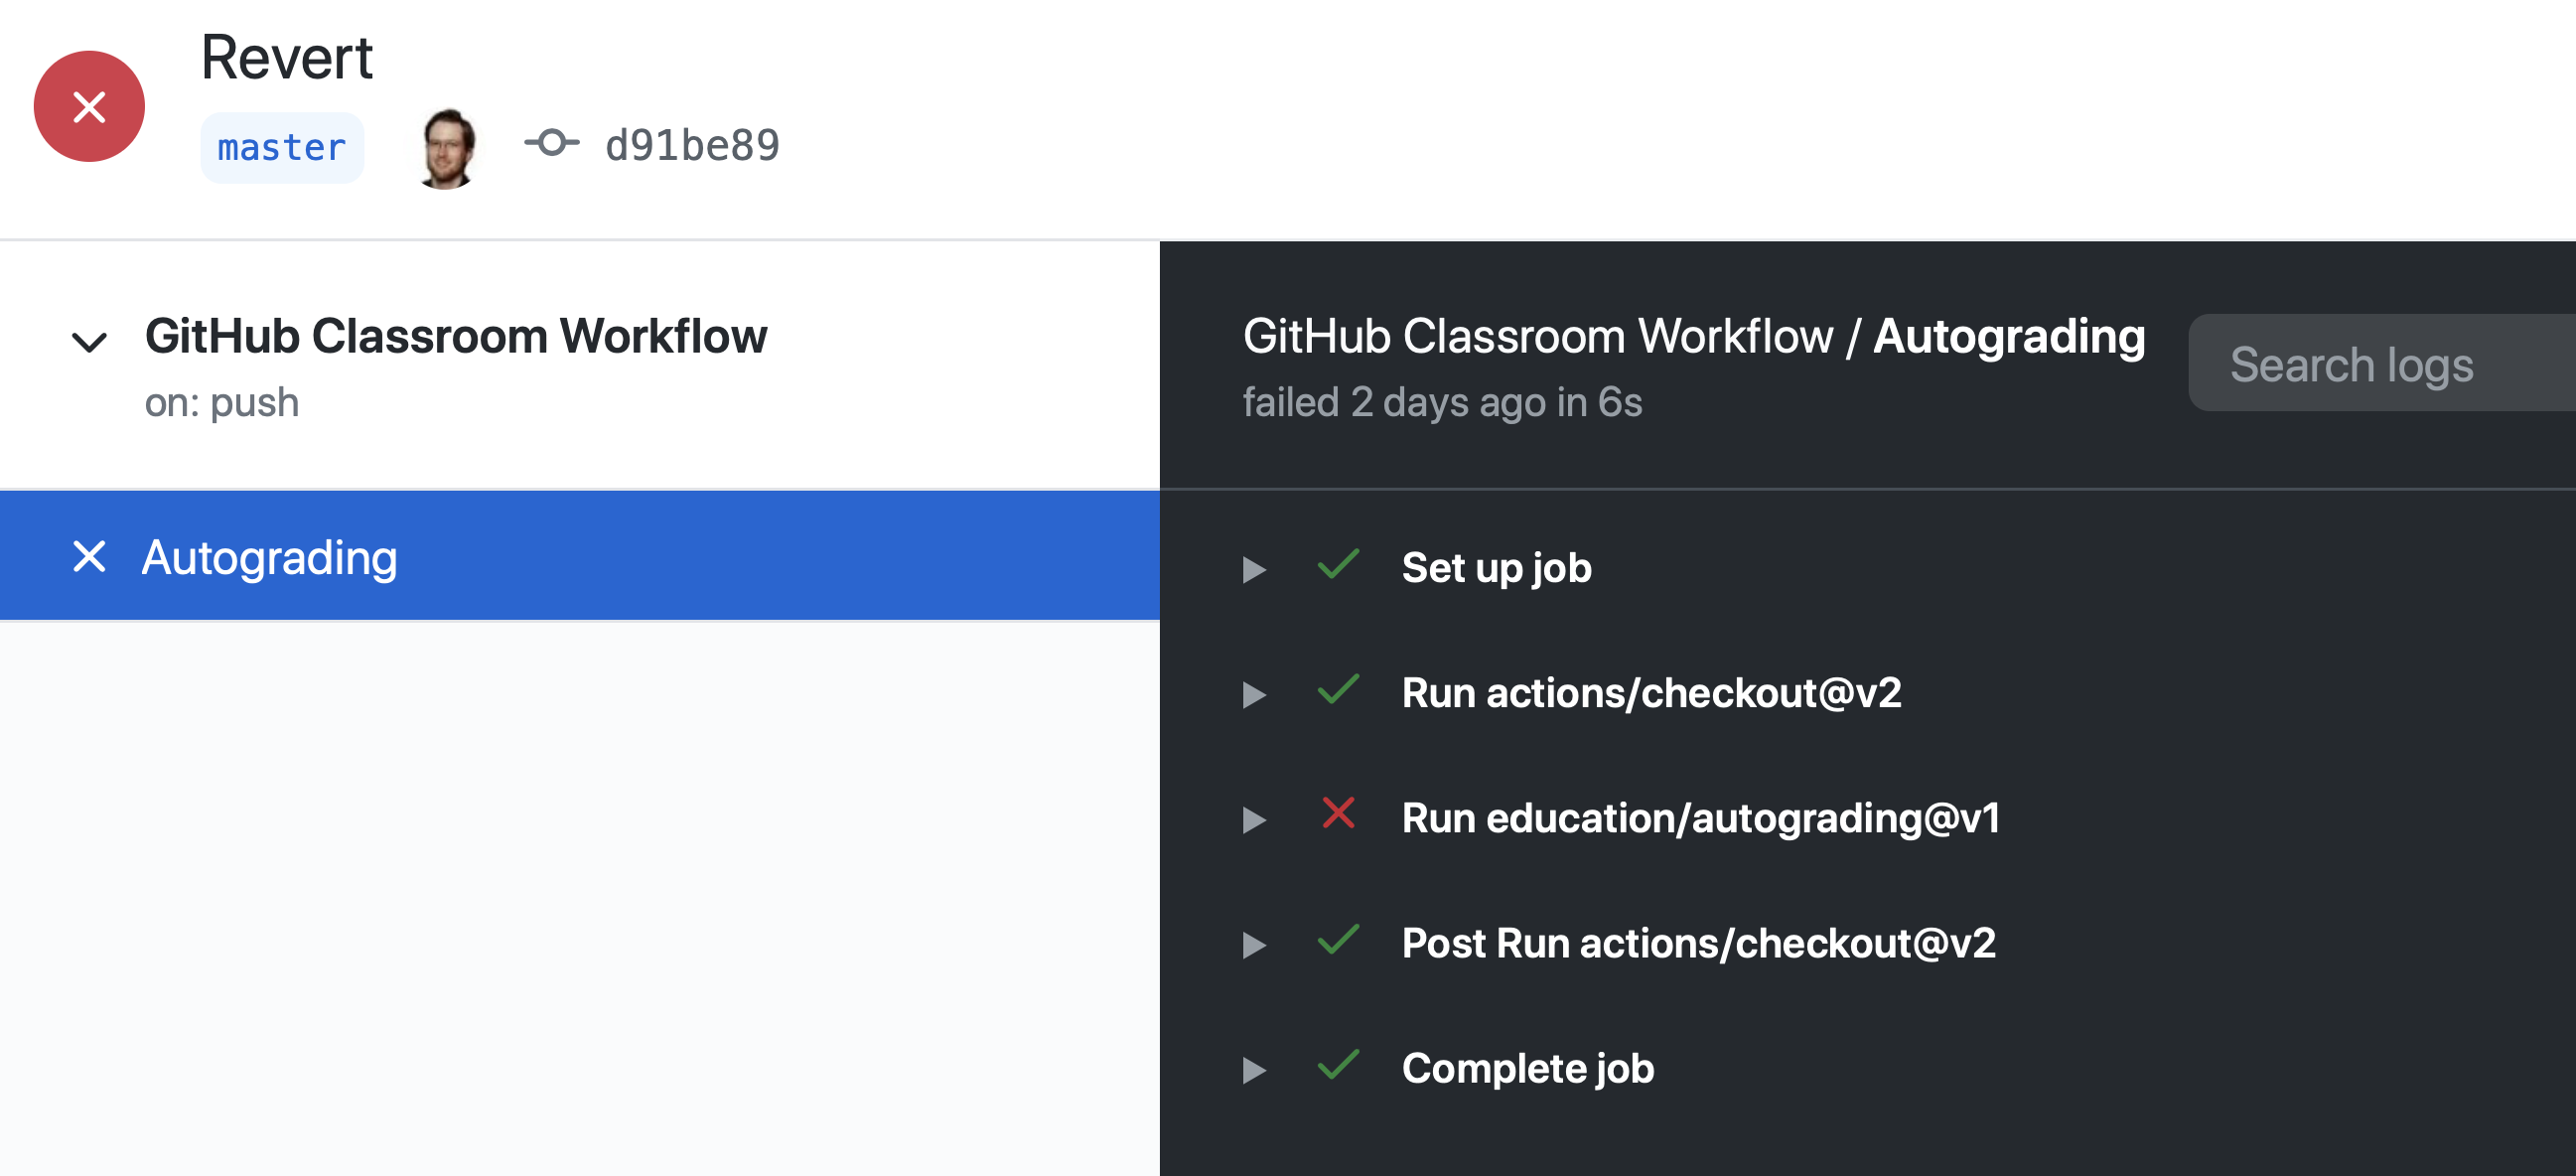 Revert
master
d91be89
GitHub Classroom Workflow
on: push
Autograding
GitHub Classroom Workflow / Autograding
failed 2 days ago in 6s
Search logs
Set up job
Run actions/checkout@v2
Run education/autograding@v1
Post Run actions/checkout@v2
Complete job